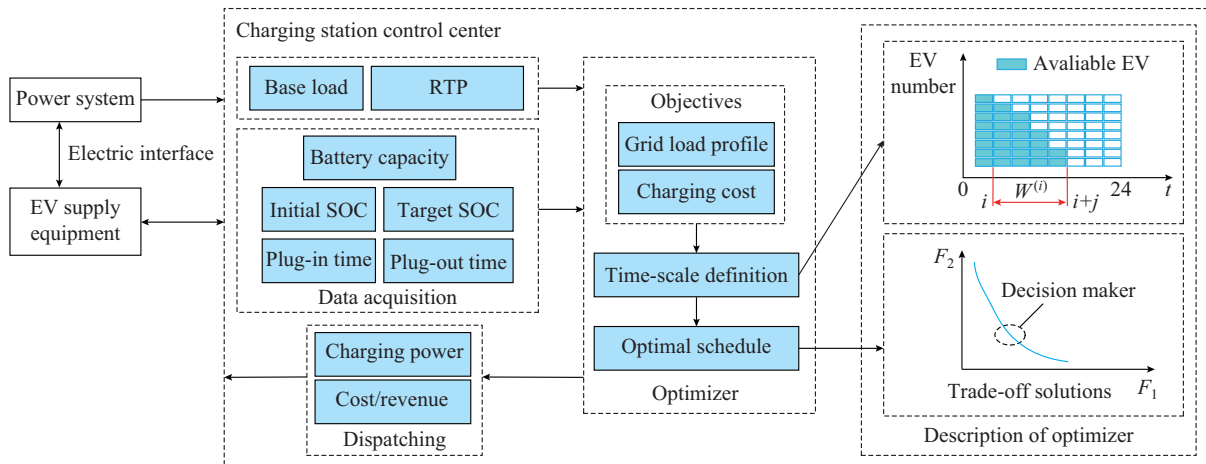 Charging station control center
Power system
Electric interface
EV supply
equipment
Base load
RTP
Battery capacity
Initial SOC
Target SOC
Plug-in time
Plug-out time
Data acquisition
Charging power
Cost/revenue
Dispatching
Objectives
Grid load profile
Charging cost
Time-scale definition
Optimal schedule
Optimizer
EV
number
Avaliable EV
0
24
t
i
W(i)
i+j
F2
Decision maker
F1
Trade-off solutions
Description of optimizer